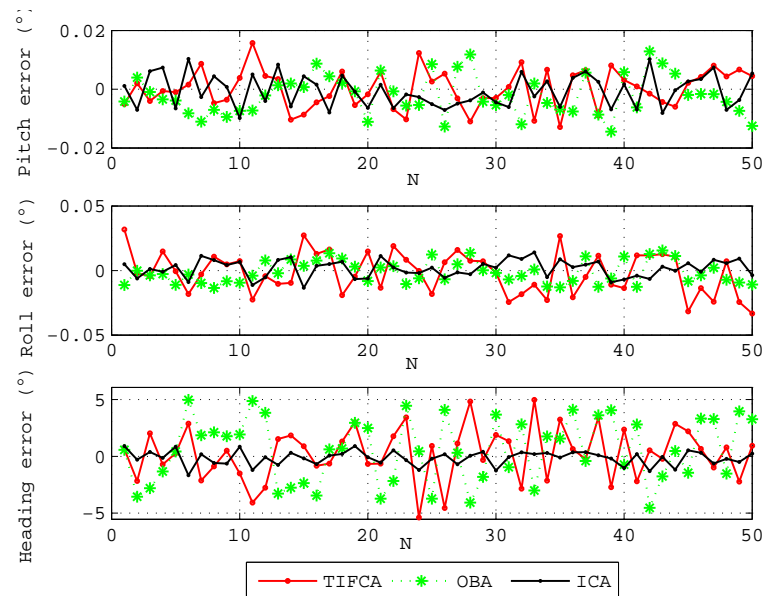 Pitch error (°)
0.02
0
−0.02
0 10 20 30 40 50
N
Roll error (°)
0.05
0
−0.05
0 10 20 30 40 50
N
Heading error (°)
5
0
−5
0 10 20 30 40 50
N
TIFCA OBA ICA